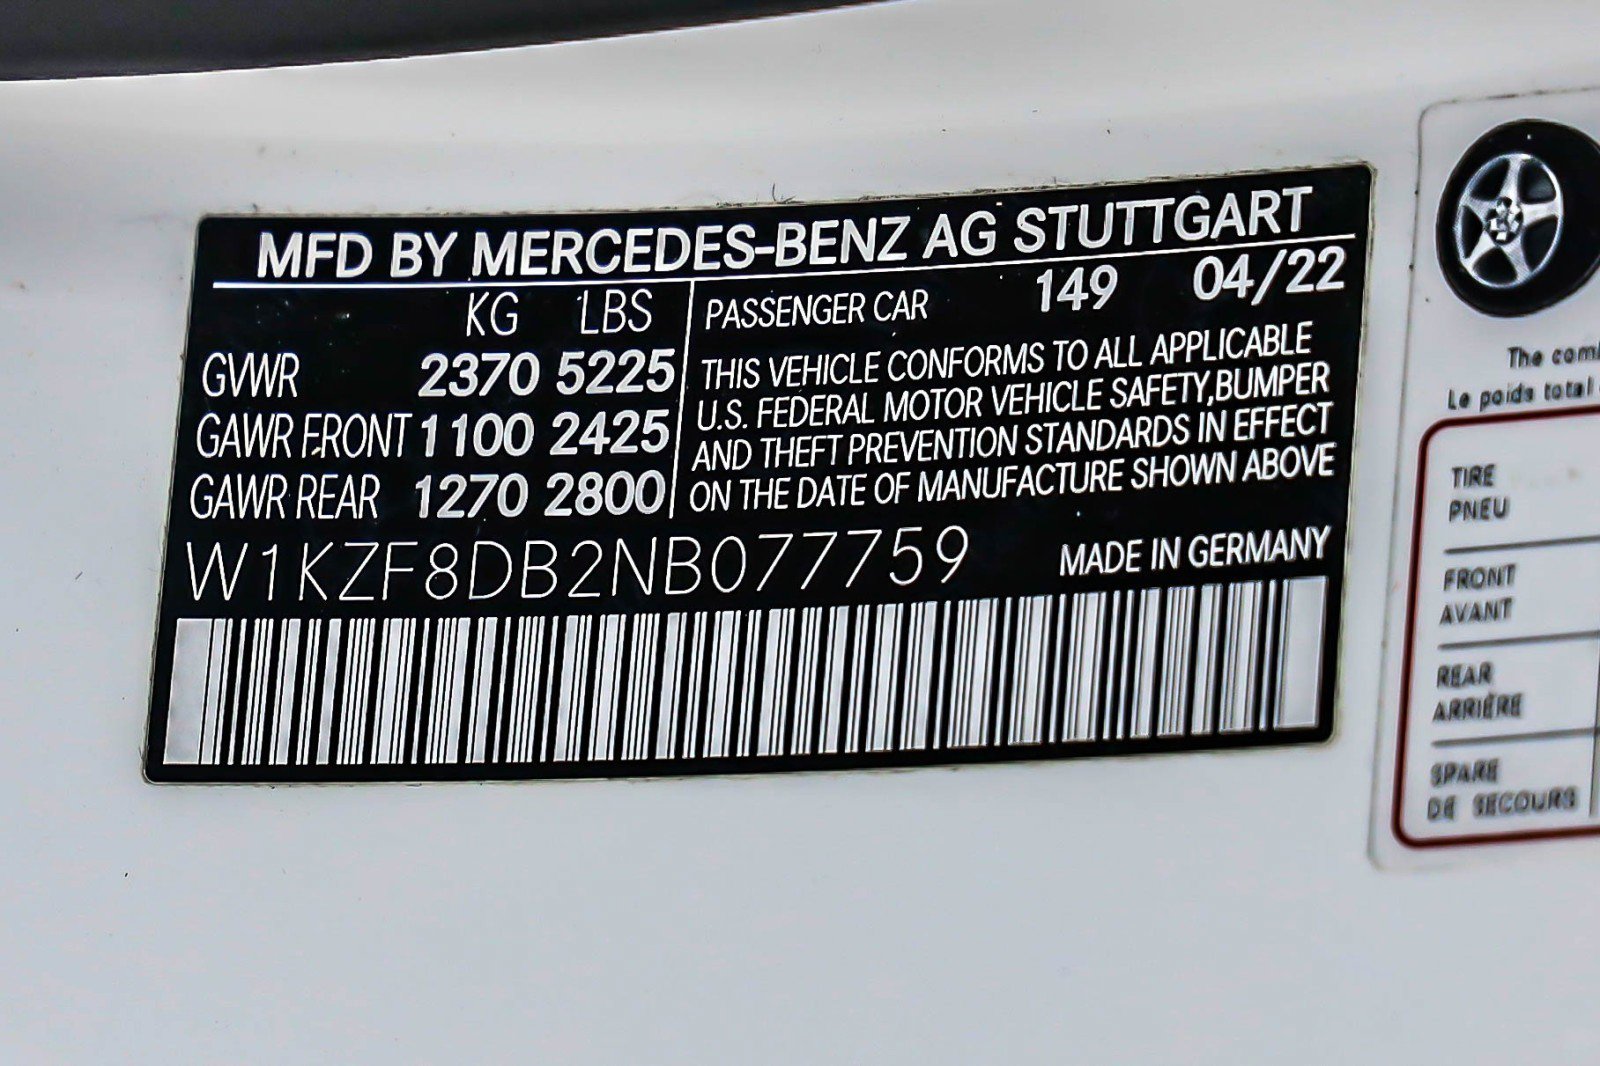 MFD BY MERCEDES-BENZ AG STUTTGART
KG LBS
GVWR 2370 5225
GAWR FRONT 1100 2425
GAWR REAR 1270 2800
PASSENGER CAR 149 04/22
THIS VEHICLE CONFORMS TO ALL APPLICABLE
U.S. FEDERAL MOTOR VEHICLE SAFETY,BUMPER
AND THEFT PREVENTION STANDARDS IN EFFECT
ON THE DATE OF MANUFACTURE SHOWN ABOVE
W1KZF8DB2NB077759
MADE IN GERMANY
The
Le poids total
TIRE
PNEU
FRONT
AVANT
REAR
ARRIÈRE
SPARE
DE SECOURS